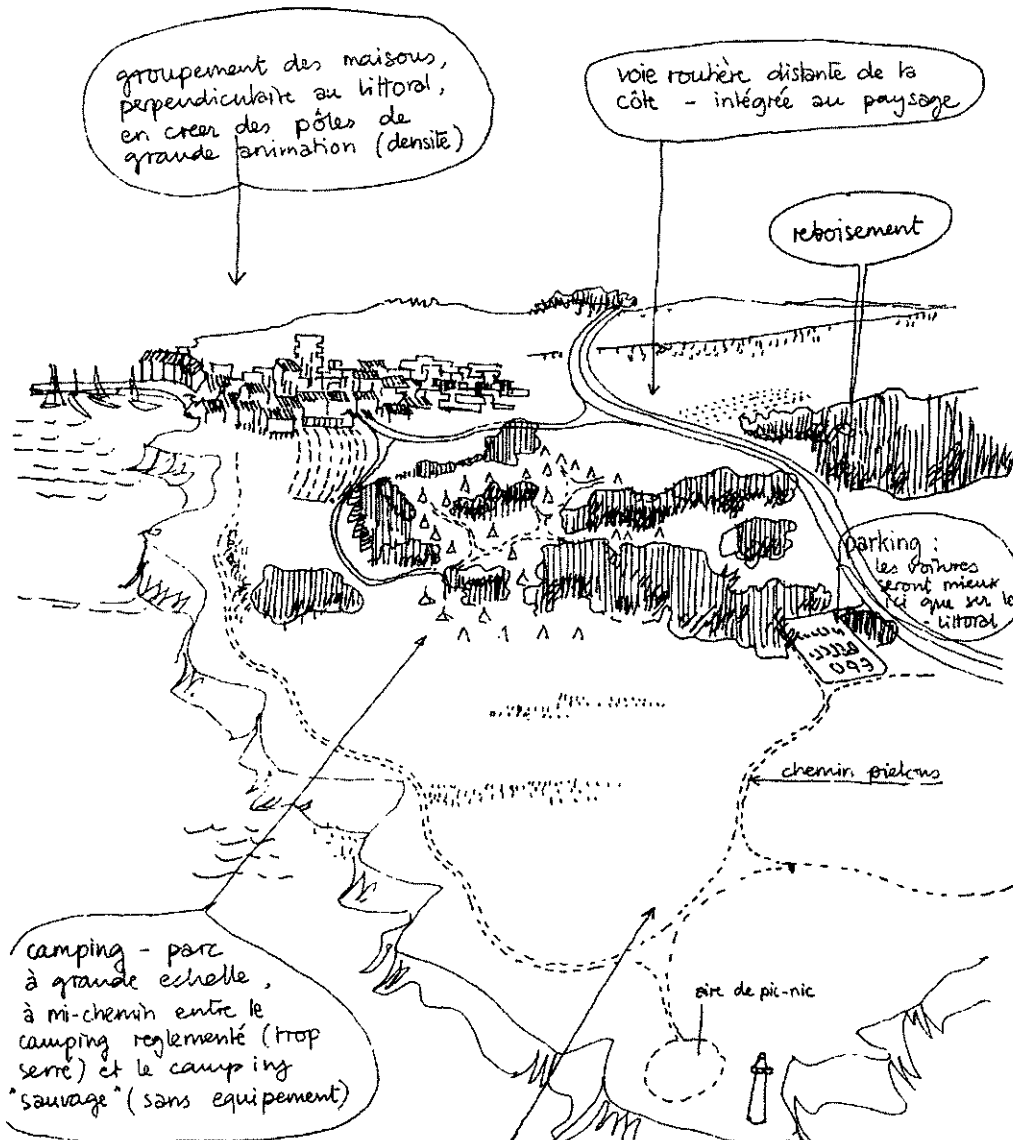 groupement des maisons,
perpendiculaire au littoral,
en creer des pôles de
grande animation (densite)
voie routière distante de la
côte - intégrée au paysage
reboisement
parking :
les voitures
seront mieux
ici que sur le
littoral
chemin pietons
camping - parc
à grande echelle,
à mi-chemin entre le
camping reglementé (trop
serré) et le camping
"sauvage" (sans equipement)
aire de pic-nic